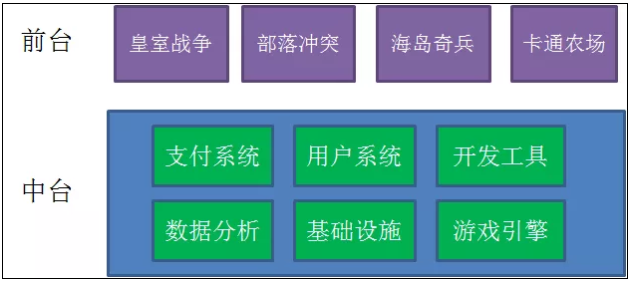 前台 皇室战争 部落冲突 海岛奇兵 卡通农场
中台
支付系统 用户系统 开发工具
数据分析 基础设施 游戏引擎